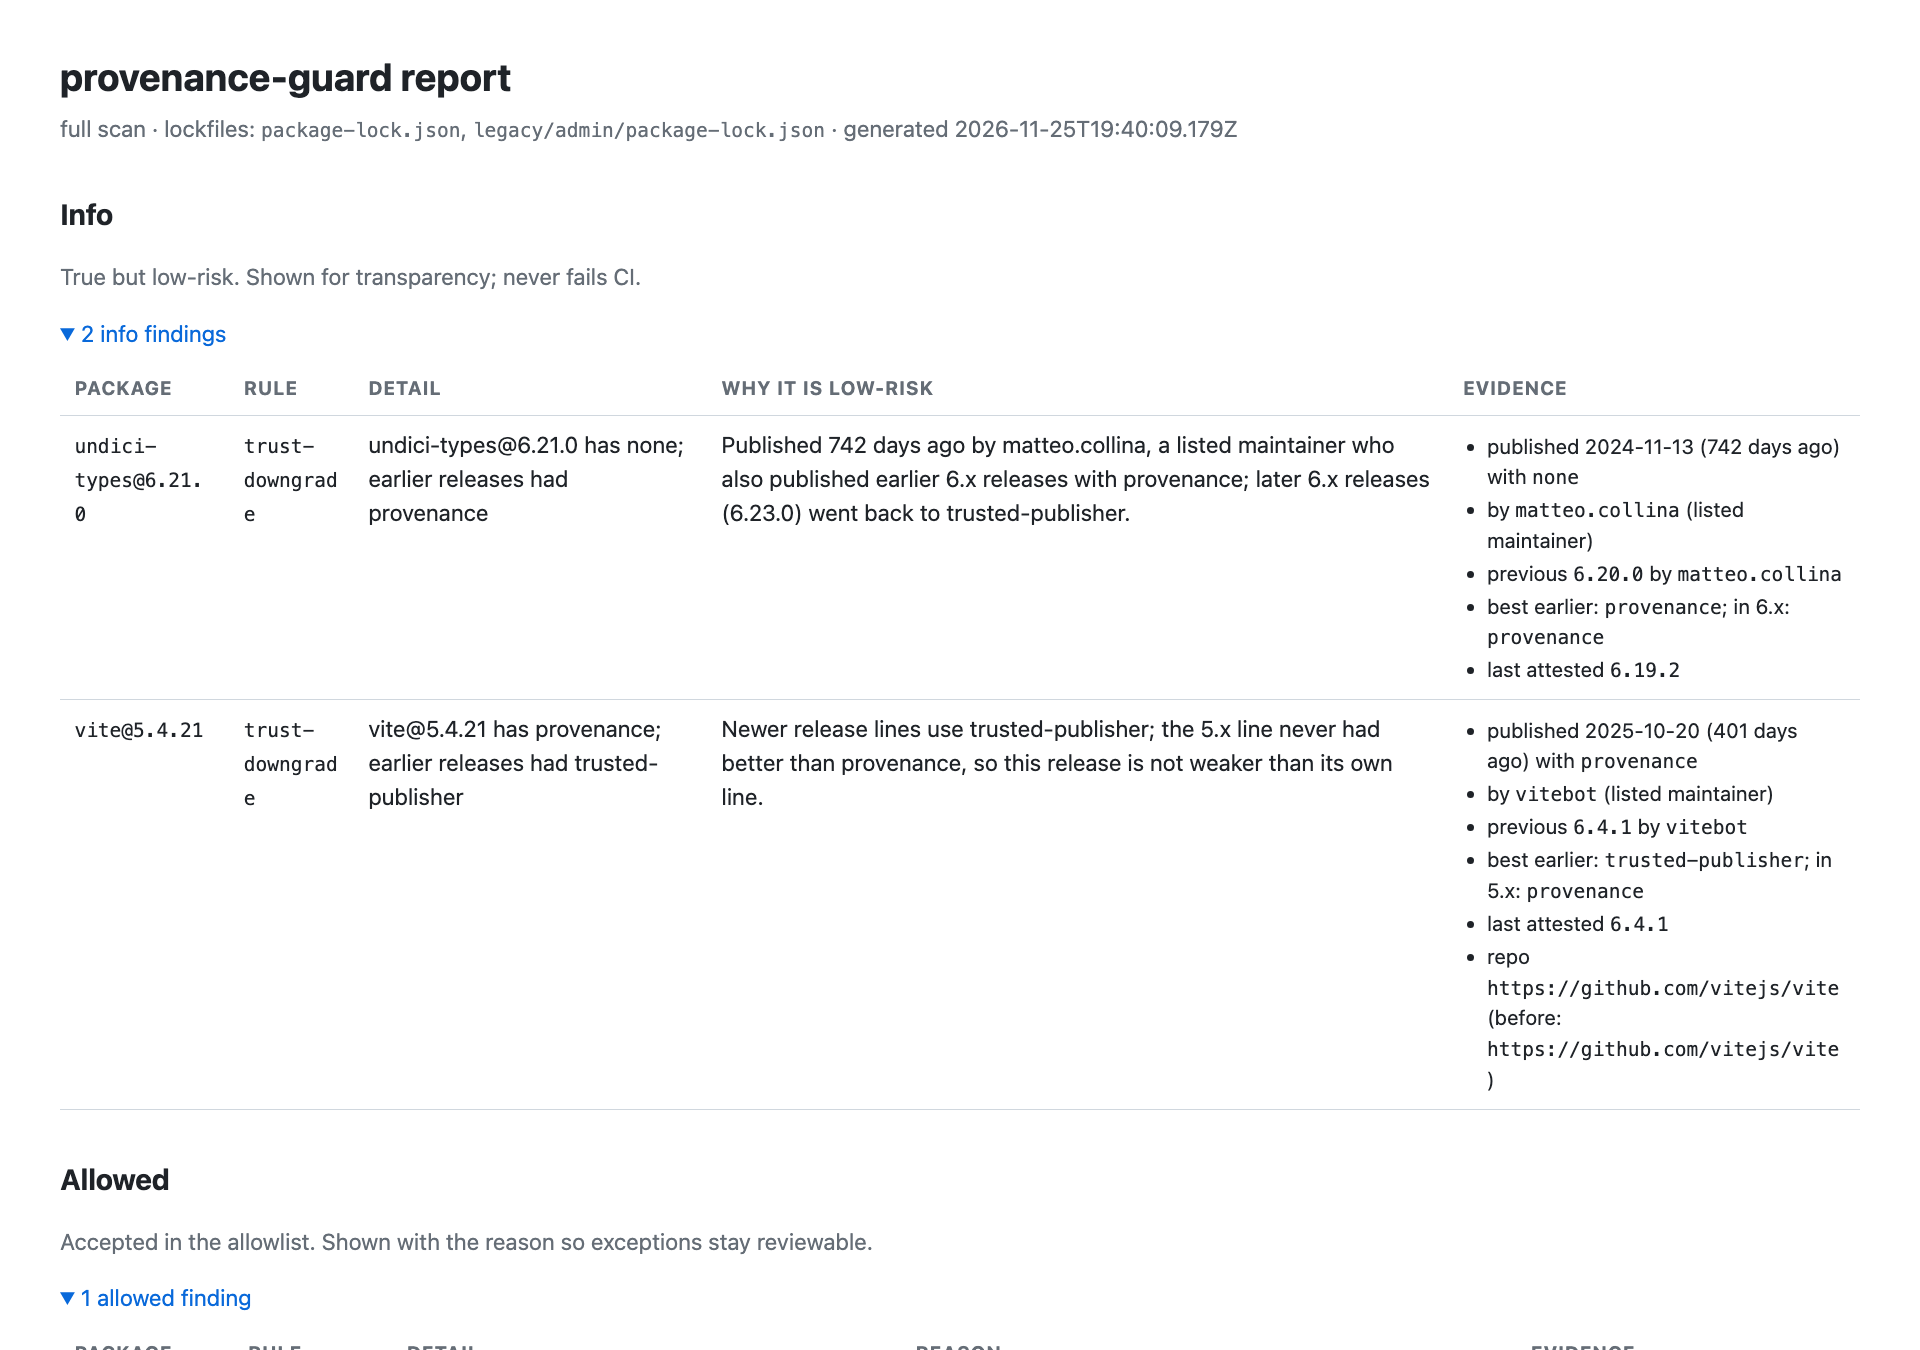 provenance-guard report
full scan · lockfiles: package-lock.json, legacy/admin/package-lock.json · generated 2026-11-25T19:40:09.179Z
Info
True but low-risk. Shown for transparency; never fails CI.
▼ 2 info findings
PACKAGE RULE DETAIL WHY IT IS LOW-RISK EVIDENCE
undici-
types@6.21.
0
trust-
downgrad
e
undici-types@6.21.0 has none;
earlier releases had
provenance
Published 742 days ago by matteo.collina, a listed maintainer who
also published earlier 6.x releases with provenance; later 6.x releases
(6.23.0) went back to trusted-publisher.
• published 2024-11-13 (742 days ago)
with none
• by matteo.collina (listed
maintainer)
• previous 6.20.0 by matteo.collina
• best earlier: provenance; in 6.x:
provenance
• last attested 6.19.2
vite@5.4.21
trust-
downgrad
e
vite@5.4.21 has provenance;
earlier releases had trusted-
publisher
Newer release lines use trusted-publisher; the 5.x line never had
better than provenance, so this release is not weaker than its own
line.
• published 2025-10-20 (401 days
ago) with provenance
• by vitebot (listed maintainer)
• previous 6.4.1 by vitebot
• best earlier: trusted-publisher; in
5.x: provenance
• last attested 6.4.1
• repo
https://github.com/vitejs/vite
(before:
https://github.com/vitejs/vite
)
Allowed
Accepted in the allowlist. Shown with the reason so exceptions stay reviewable.
▼ 1 allowed finding
PACKAGE RULE DETAIL REASON EVIDENCE